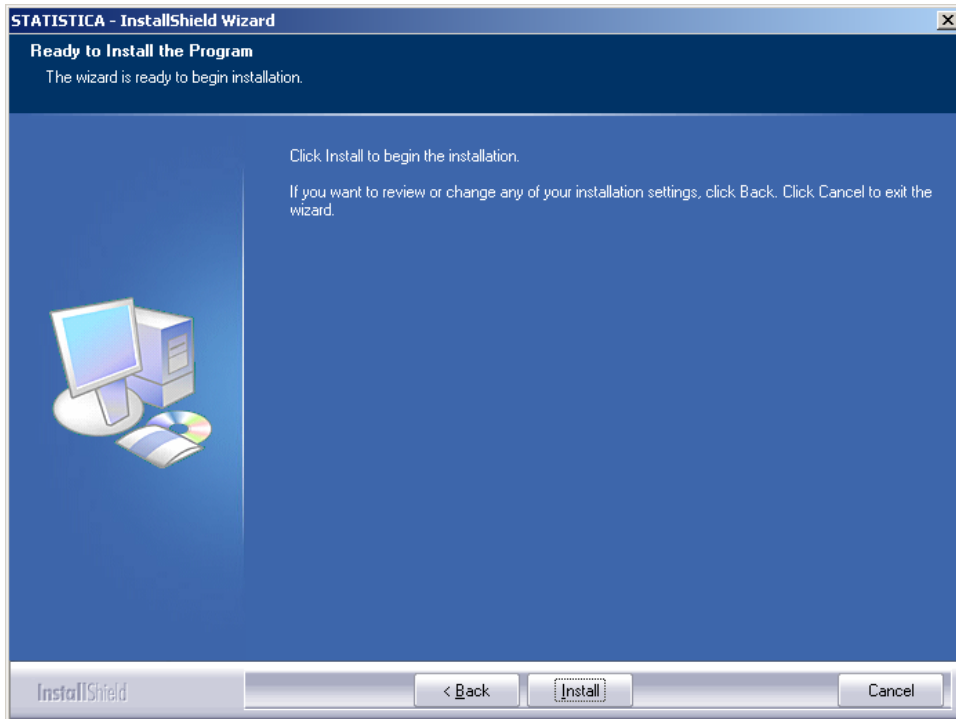 STATISTICA - InstallShield Wizard
Ready to Install the Program
The wizard is ready to begin installation.
Click Install to begin the installation.
If you want to review or change any of your installation settings, click Back. Click Cancel to exit the
wizard.
InstallShield
< Back
Install
Cancel